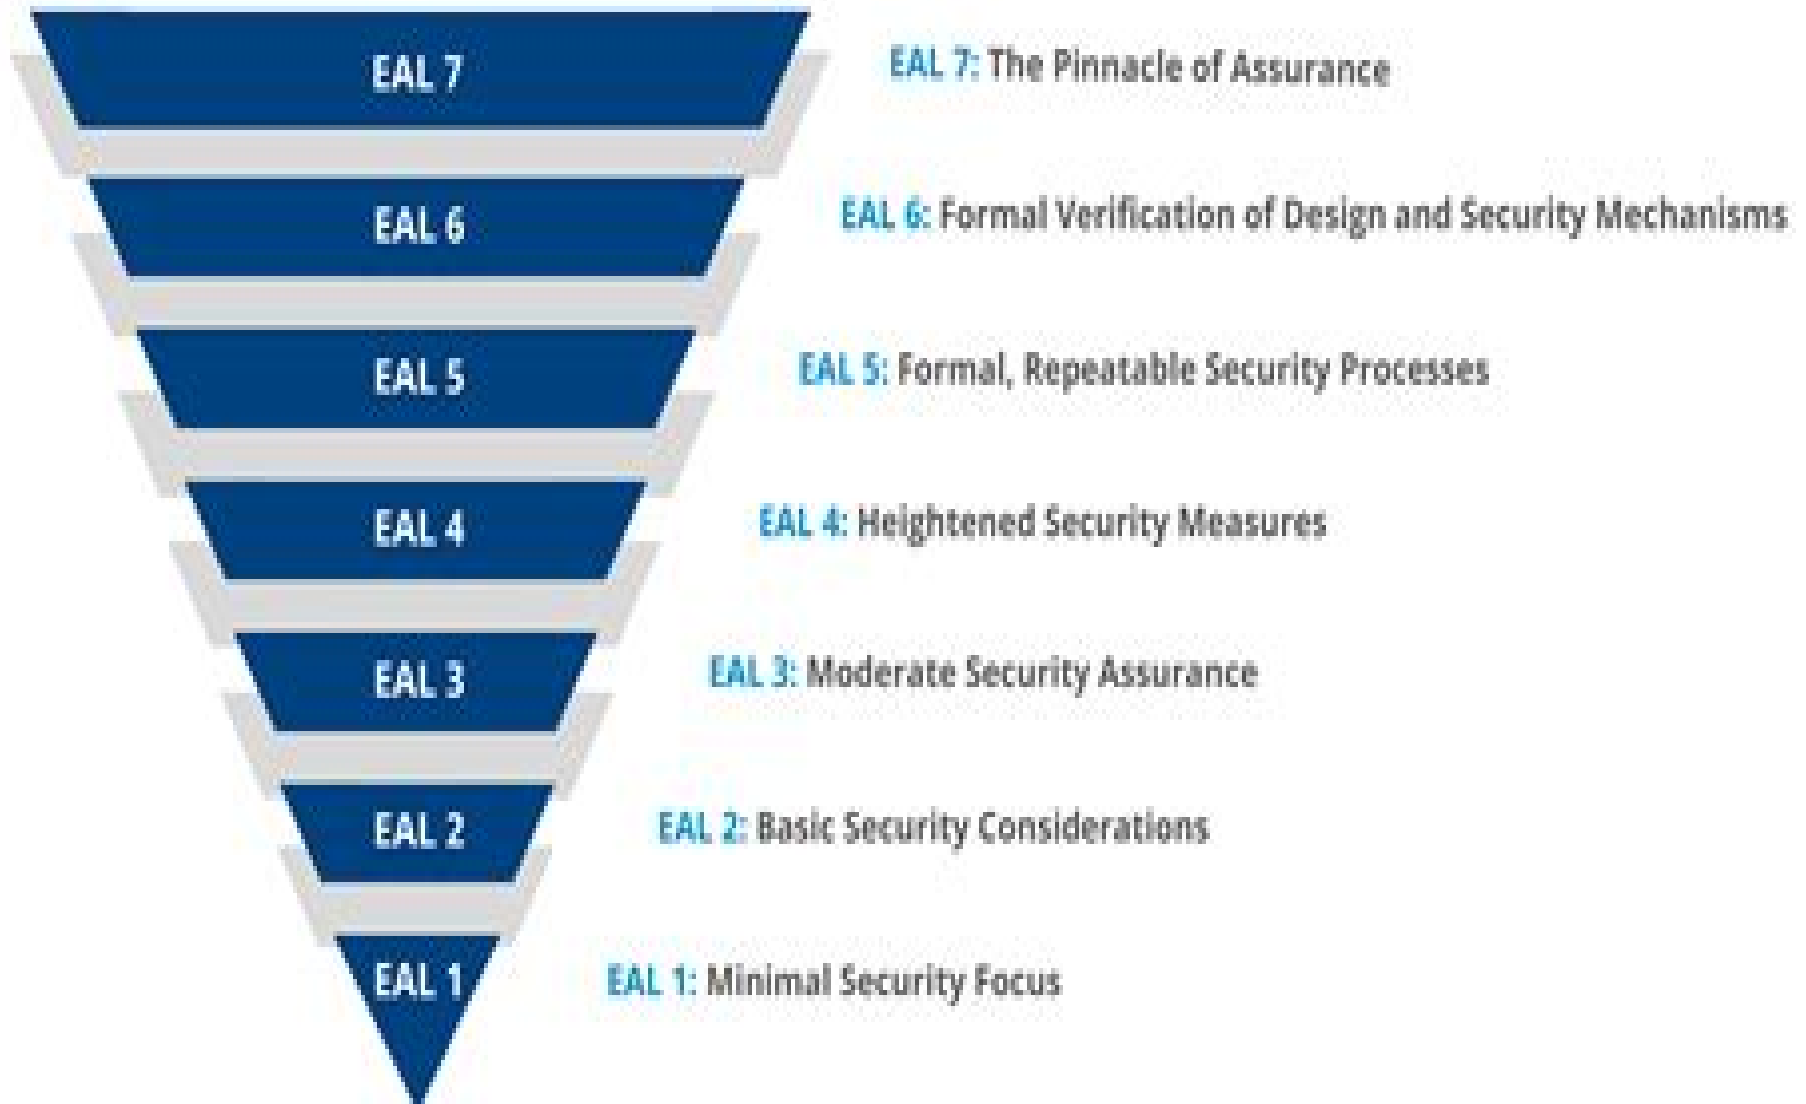 EAL 7
EAL 7: The Pinnacle of Assurance
EAL 6
EAL 6: Formal Verification of Design and Security Mechanisms
EAL 5
EAL 5: Formal, Repeatable Security Processes
EAL 4
EAL 4: Heightened Security Measures
EAL 3
EAL 3: Moderate Security Assurance
EAL 2
EAL 2: Basic Security Considerations
EAL 1
EAL 1: Minimal Security Focus